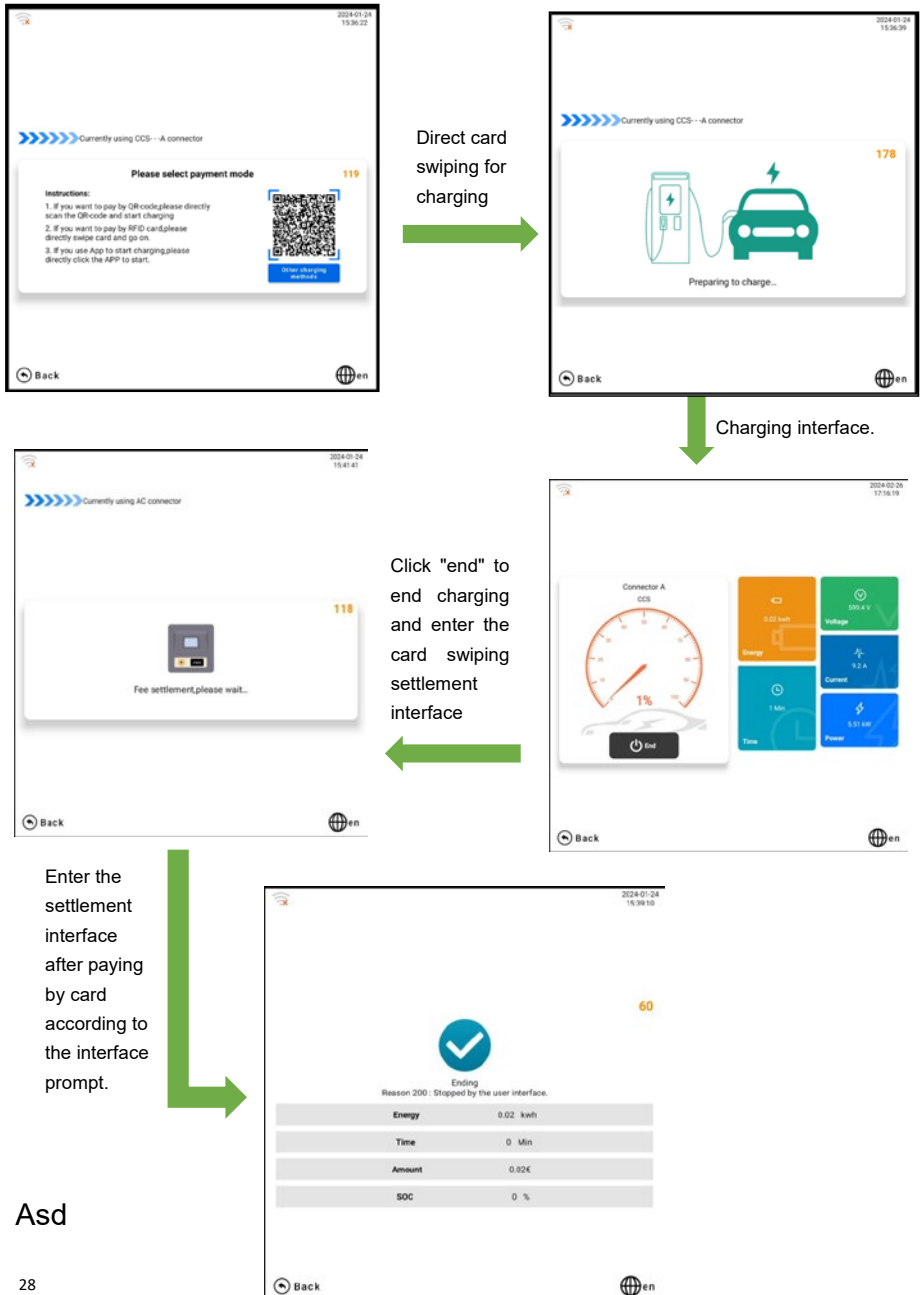 2024-01-24
15:36:22
Currently using CCS- - -A connector
Please select payment mode
119
Instructions:
1. If you want to pay by QR-code,please directly
scan the QR-code and start charging
2. If you want to pay by RFID card,please
directly swipe card and go on.
3. If you use App to start charging,please
directly click the APP to start.
Other charging
methods
Back
en
Direct card
swiping for
charging
2024-01-24
15:36:39
Currently using CCS- - -A connector
178
Preparing to charge...
Back
en
Charging interface.
2024-02-26
17:16:19
Connector A
CCS
1%
End
0.02 kwh
Energy
1 Min
Time
Voltage
9.2 A
Current
5.51 kW
Power
Back
en
Click "end" to
end charging
and enter the
card swiping
settlement
interface
2024-01-24
15:41:41
Currently using AC connector
118
Fee settlement,please wait...
Back
en
Enter the
settlement
interface
after paying
by card
according to
the interface
prompt.
2024-01-24
15:39:10
60
Ending
Reason 200 : Stopped by the user interface.
Energy 0.02 kwh
Time 0 Min
Amount 0.02€
SOC 0 %
Back
en
Asd
28